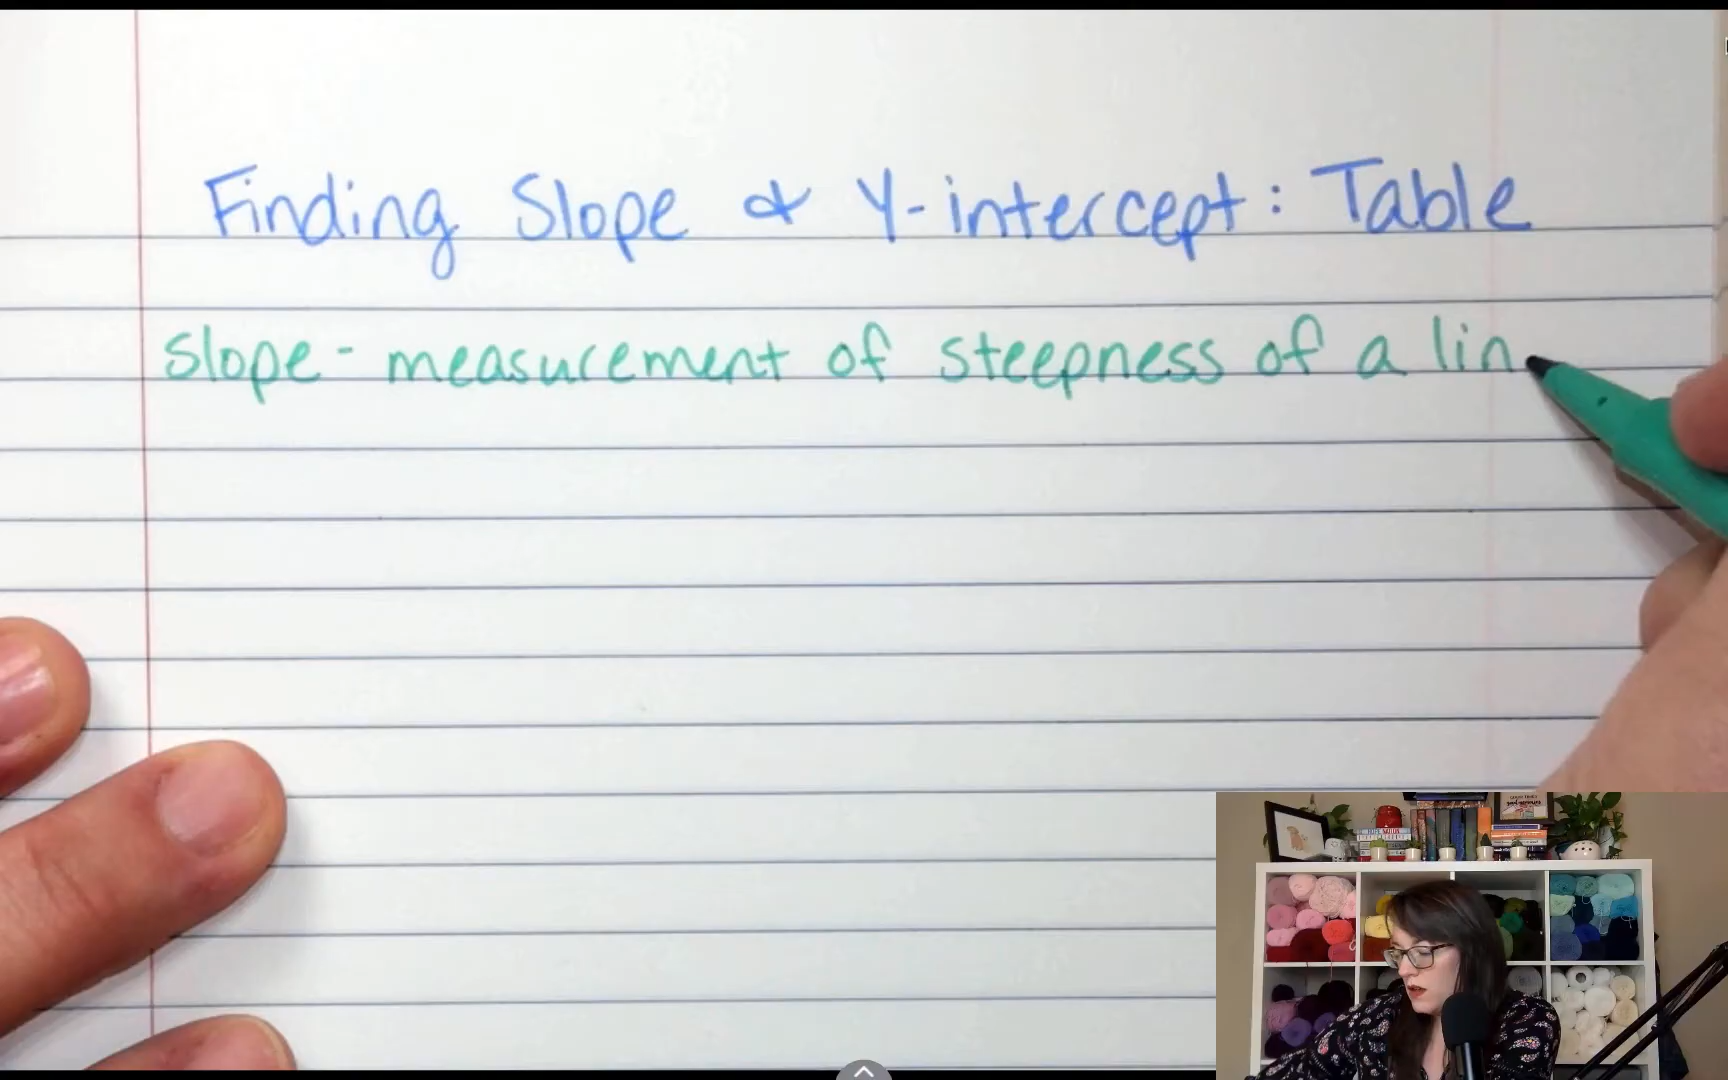 Finding Slope & Y-intercept: Table
Slope - measurement of steepness of a lin